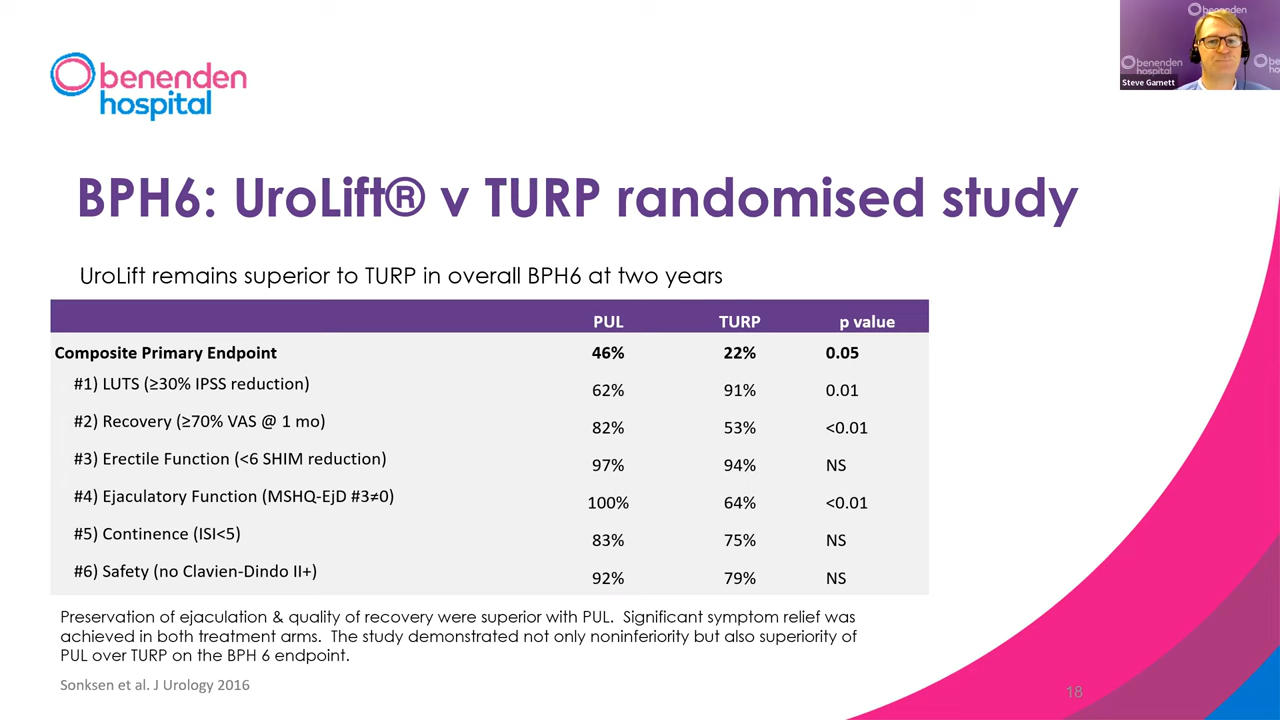 benenden
hospital
benenden
benenden
hospital
Steve Garnett
BPH6: UroLift® v TURP randomised study
UroLift remains superior to TURP in overall BPH6 at two years
PUL TURP p value
Composite Primary Endpoint 46% 22% 0.05
#1) LUTS (≥30% IPSS reduction) 62% 91% 0.01
#2) Recovery (≥70% VAS @ 1 mo) 82% 53% <0.01
#3) Erectile Function (<6 SHIM reduction) 97% 94% NS
#4) Ejaculatory Function (MSHQ-EjD #3≠0) 100% 64% <0.01
#5) Continence (ISI<5) 83% 75% NS
#6) Safety (no Clavien-Dindo II+) 92% 79% NS
Preservation of ejaculation & quality of recovery were superior with PUL. Significant symptom relief was
achieved in both treatment arms. The study demonstrated not only noninferiority but also superiority of
PUL over TURP on the BPH 6 endpoint.
Sonksen et al. J Urology 2016
18